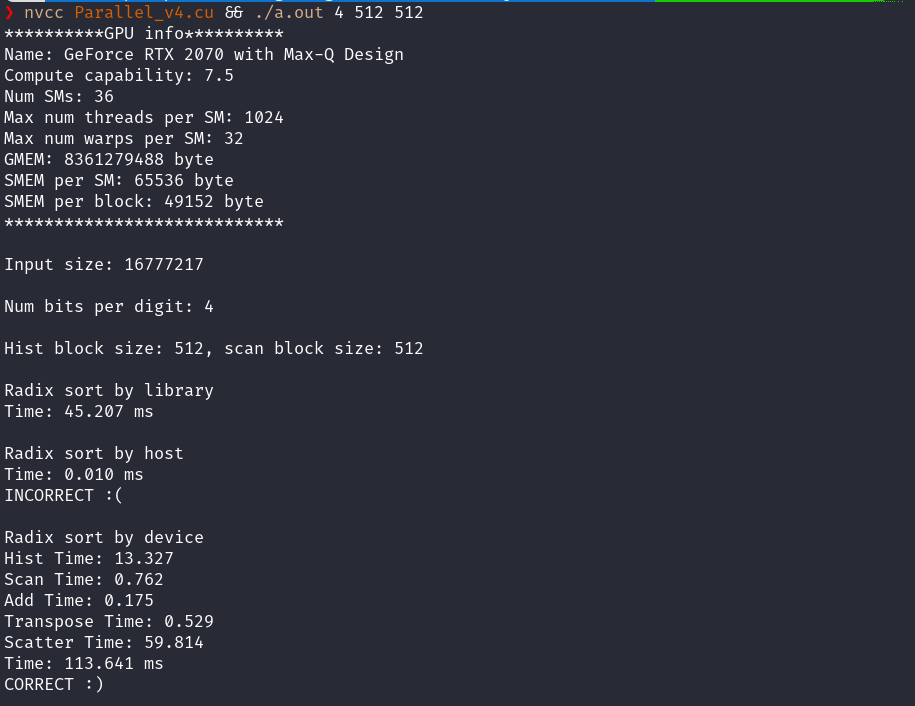 ❯ nvcc Parallel_v4.cu && ./a.out 4 512 512
**********GPU info**********
Name: GeForce RTX 2070 with Max-Q Design
Compute capability: 7.5
Num SMs: 36
Max num threads per SM: 1024
Max num warps per SM: 32
GMEM: 8361279488 byte
SMEM per SM: 65536 byte
SMEM per block: 49152 byte
****************************
Input size: 16777217
Num bits per digit: 4
Hist block size: 512, scan block size: 512
Radix sort by library
Time: 45.207 ms
Radix sort by host
Time: 0.010 ms
INCORRECT :(
Radix sort by device
Hist Time: 13.327
Scan Time: 0.762
Add Time: 0.175
Transpose Time: 0.529
Scatter Time: 59.814
Time: 113.641 ms
CORRECT :)